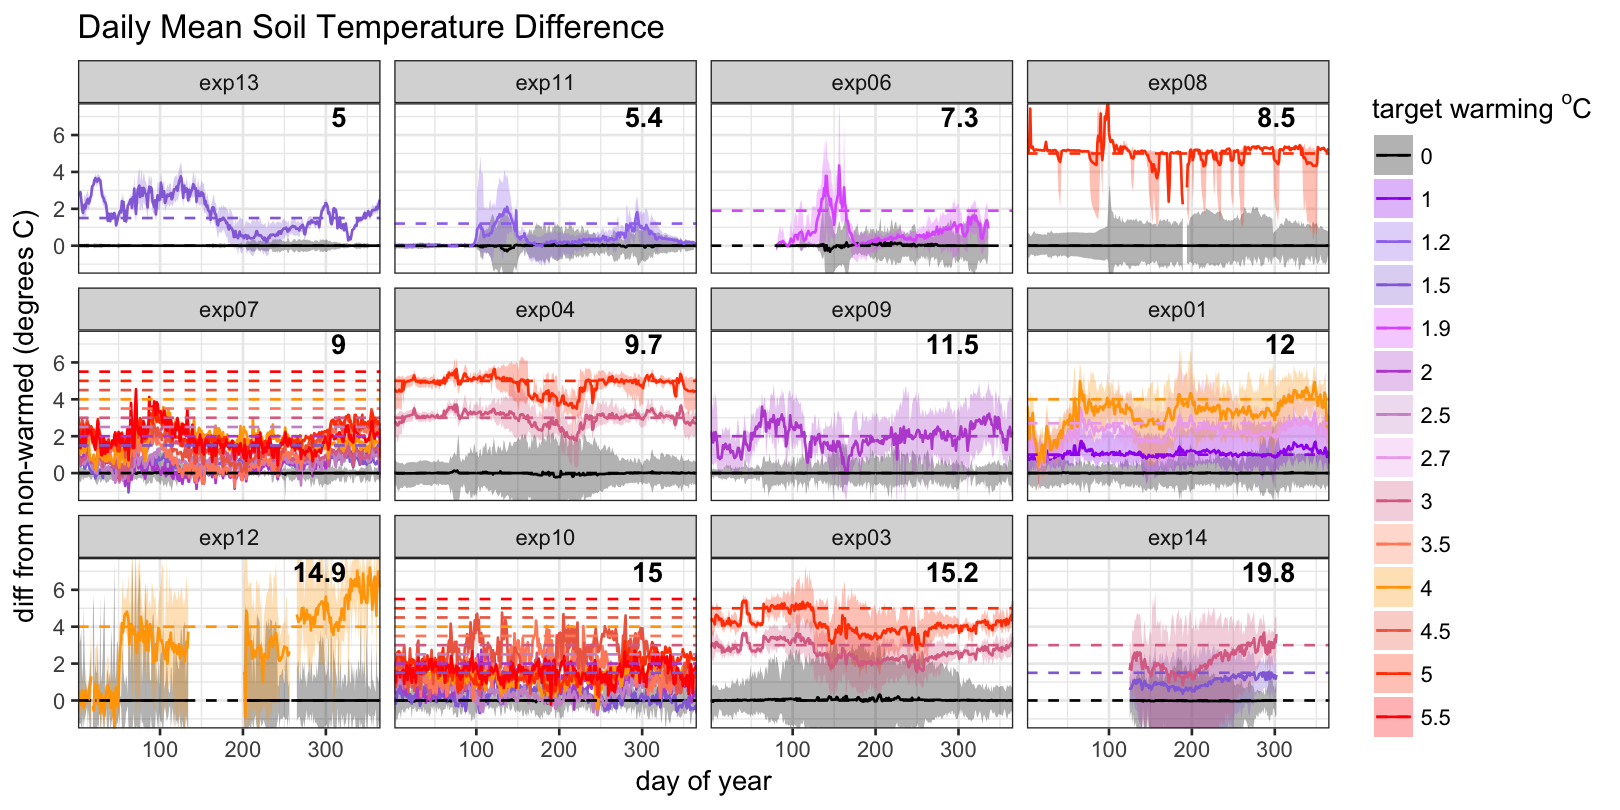 Daily Mean Soil Temperature Difference
exp13
exp11
exp06
exp08
5
5.4
7.3
8.5
6
4
2
0
exp07
exp04
exp09
exp01
9
9.7
11.5
12
6
4
2
0
exp12
exp10
exp03
exp14
14.9
15
15.2
19.8
6
4
2
0
100 200 300
100 200 300
100 200 300
100 200 300
day of year
diff from non-warmed (degrees C)
target warming °C
0
1
1.2
1.5
1.9
2
2.5
2.7
3
3.5
4
4.5
5
5.5